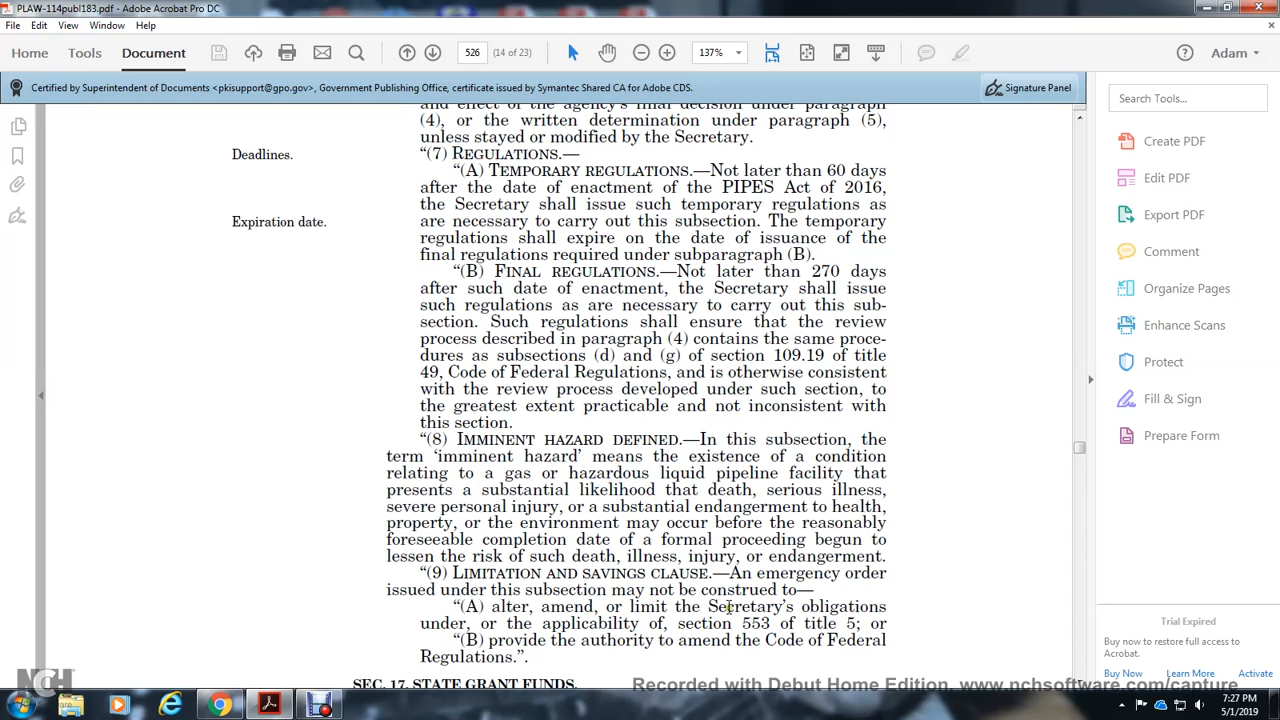 PLAW-114publ183.pdf - Adobe Acrobat Pro DC
File Edit View Window Help
Home Tools Document 526 (14 of 23) 137% Adam
Certified by Superintendent of Documents <pkisupport@gpo.gov>, Government Publishing Office, certificate issued by Symantec Shared CA for Adobe CDS.
Signature Panel
and effect of the agency's final decision under paragraph
(4), or the written determination under paragraph (5),
unless stayed or modified by the Secretary.
Deadlines.
“(7) REGULATIONS.—
“(A) TEMPORARY REGULATIONS.—Not later than 60 days
after the date of enactment of the PIPES Act of 2016,
the Secretary shall issue such temporary regulations as
Expiration date.
are necessary to carry out this subsection. The temporary
regulations shall expire on the date of issuance of the
final regulations required under subparagraph (B).
“(B) FINAL REGULATIONS.—Not later than 270 days
after such date of enactment, the Secretary shall issue
such regulations as are necessary to carry out this sub-
section. Such regulations shall ensure that the review
process described in paragraph (4) contains the same proce-
dures as subsections (d) and (g) of section 109.19 of title
49, Code of Federal Regulations, and is otherwise consistent
with the review process developed under such section, to
the greatest extent practicable and not inconsistent with
this section.
“(8) IMMINENT HAZARD DEFINED.—In this subsection, the
term ‘imminent hazard’ means the existence of a condition
relating to a gas or hazardous liquid pipeline facility that
presents a substantial likelihood that death, serious illness,
severe personal injury, or a substantial endangerment to health,
property, or the environment may occur before the reasonably
foreseeable completion date of a formal proceeding begun to
lessen the risk of such death, illness, injury, or endangerment.
“(9) LIMITATION AND SAVINGS CLAUSE.—An emergency order
issued under this subsection may not be construed to—
“(A) alter, amend, or limit the Secretary's obligations
under, or the applicability of, section 553 of title 5; or
“(B) provide the authority to amend the Code of Federal
Regulations.”.
SEC. 17. STATE GRANT FUNDS.
Search Tools...
Create PDF
Edit PDF
Export PDF
Comment
Organize Pages
Enhance Scans
Protect
Fill & Sign
Prepare Form
Trial Expired
Buy now to restore full access to
Acrobat.
Buy Now Learn More Activate
NCH
Recorded with Debut Home Edition. www.nchsoftware.com/capture
7:27 PM
5/1/2019